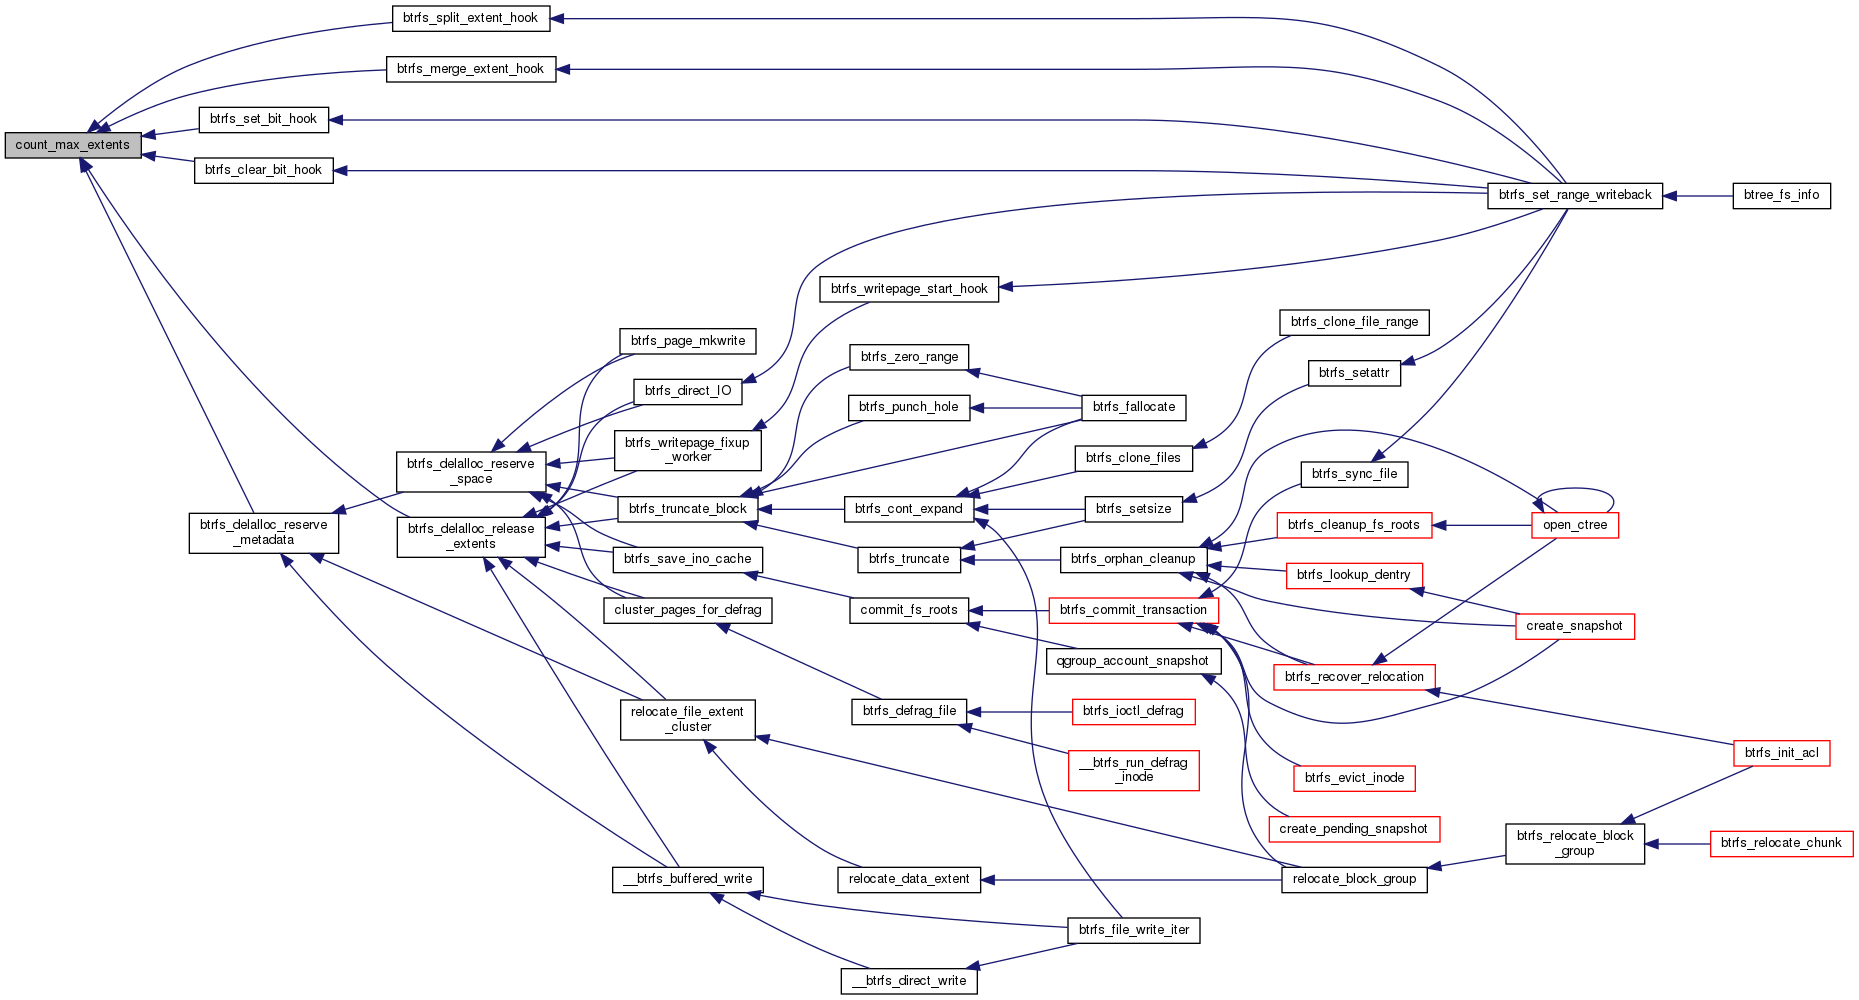 btrfs_split_extent_hook
btrfs_merge_extent_hook
btrfs_set_bit_hook
count_max_extents
btrfs_clear_bit_hook
btrfs_set_range_writeback
btree_fs_info
btrfs_writepage_start_hook
btrfs_clone_file_range
btrfs_page_mkwrite
btrfs_zero_range
btrfs_setattr
btrfs_direct_IO
btrfs_punch_hole
btrfs_fallocate
btrfs_writepage_fixup
_worker
btrfs_clone_files
btrfs_delalloc_reserve
_space
btrfs_sync_file
btrfs_truncate_block
btrfs_cont_expand
btrfs_setsize
btrfs_delalloc_reserve
_metadata
btrfs_delalloc_release
_extents
btrfs_cleanup_fs_roots
open_ctree
btrfs_save_ino_cache
btrfs_truncate
btrfs_orphan_cleanup
btrfs_lookup_dentry
cluster_pages_for_defrag
commit_fs_roots
btrfs_commit_transaction
create_snapshot
qgroup_account_snapshot
btrfs_recover_relocation
relocate_file_extent
_cluster
btrfs_defrag_file
btrfs_ioctl_defrag
btrfs_init_acl
__btrfs_run_defrag
_inode
btrfs_evict_inode
create_pending_snapshot
btrfs_relocate_block
_group
btrfs_relocate_chunk
__btrfs_buffered_write
relocate_data_extent
relocate_block_group
btrfs_file_write_iter
__btrfs_direct_write